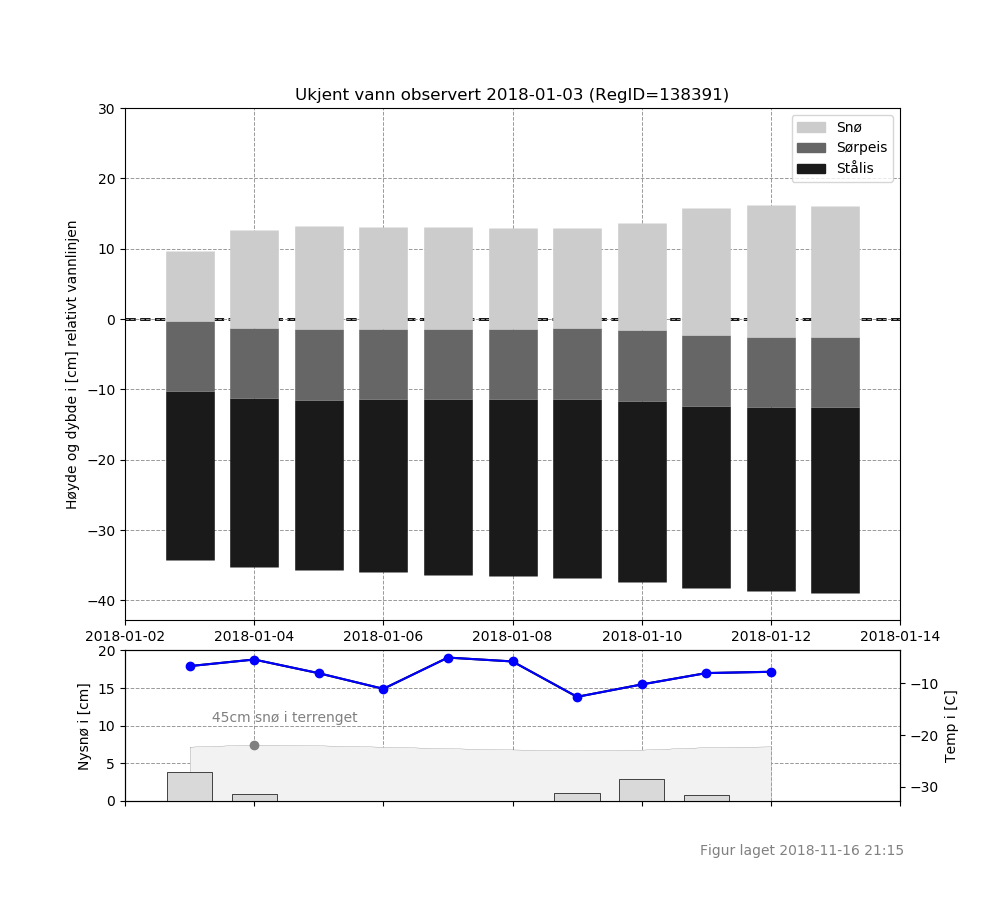 Ukjent vann observert 2018-01-03 (RegID=138391)
Høyde og dybde i [cm] relativt vannlinjen
30
20
10
0
−10
−20
−30
−40
Snø
Sørpeis
Stålis
2018-01-02 2018-01-04 2018-01-06 2018-01-08 2018-01-10 2018-01-12 2018-01-14
Nysnø i [cm]
20
15
10
5
0
45cm snø i terrenget
−10
−20
−30
Temp i [C]
Figur laget 2018-11-16 21:15